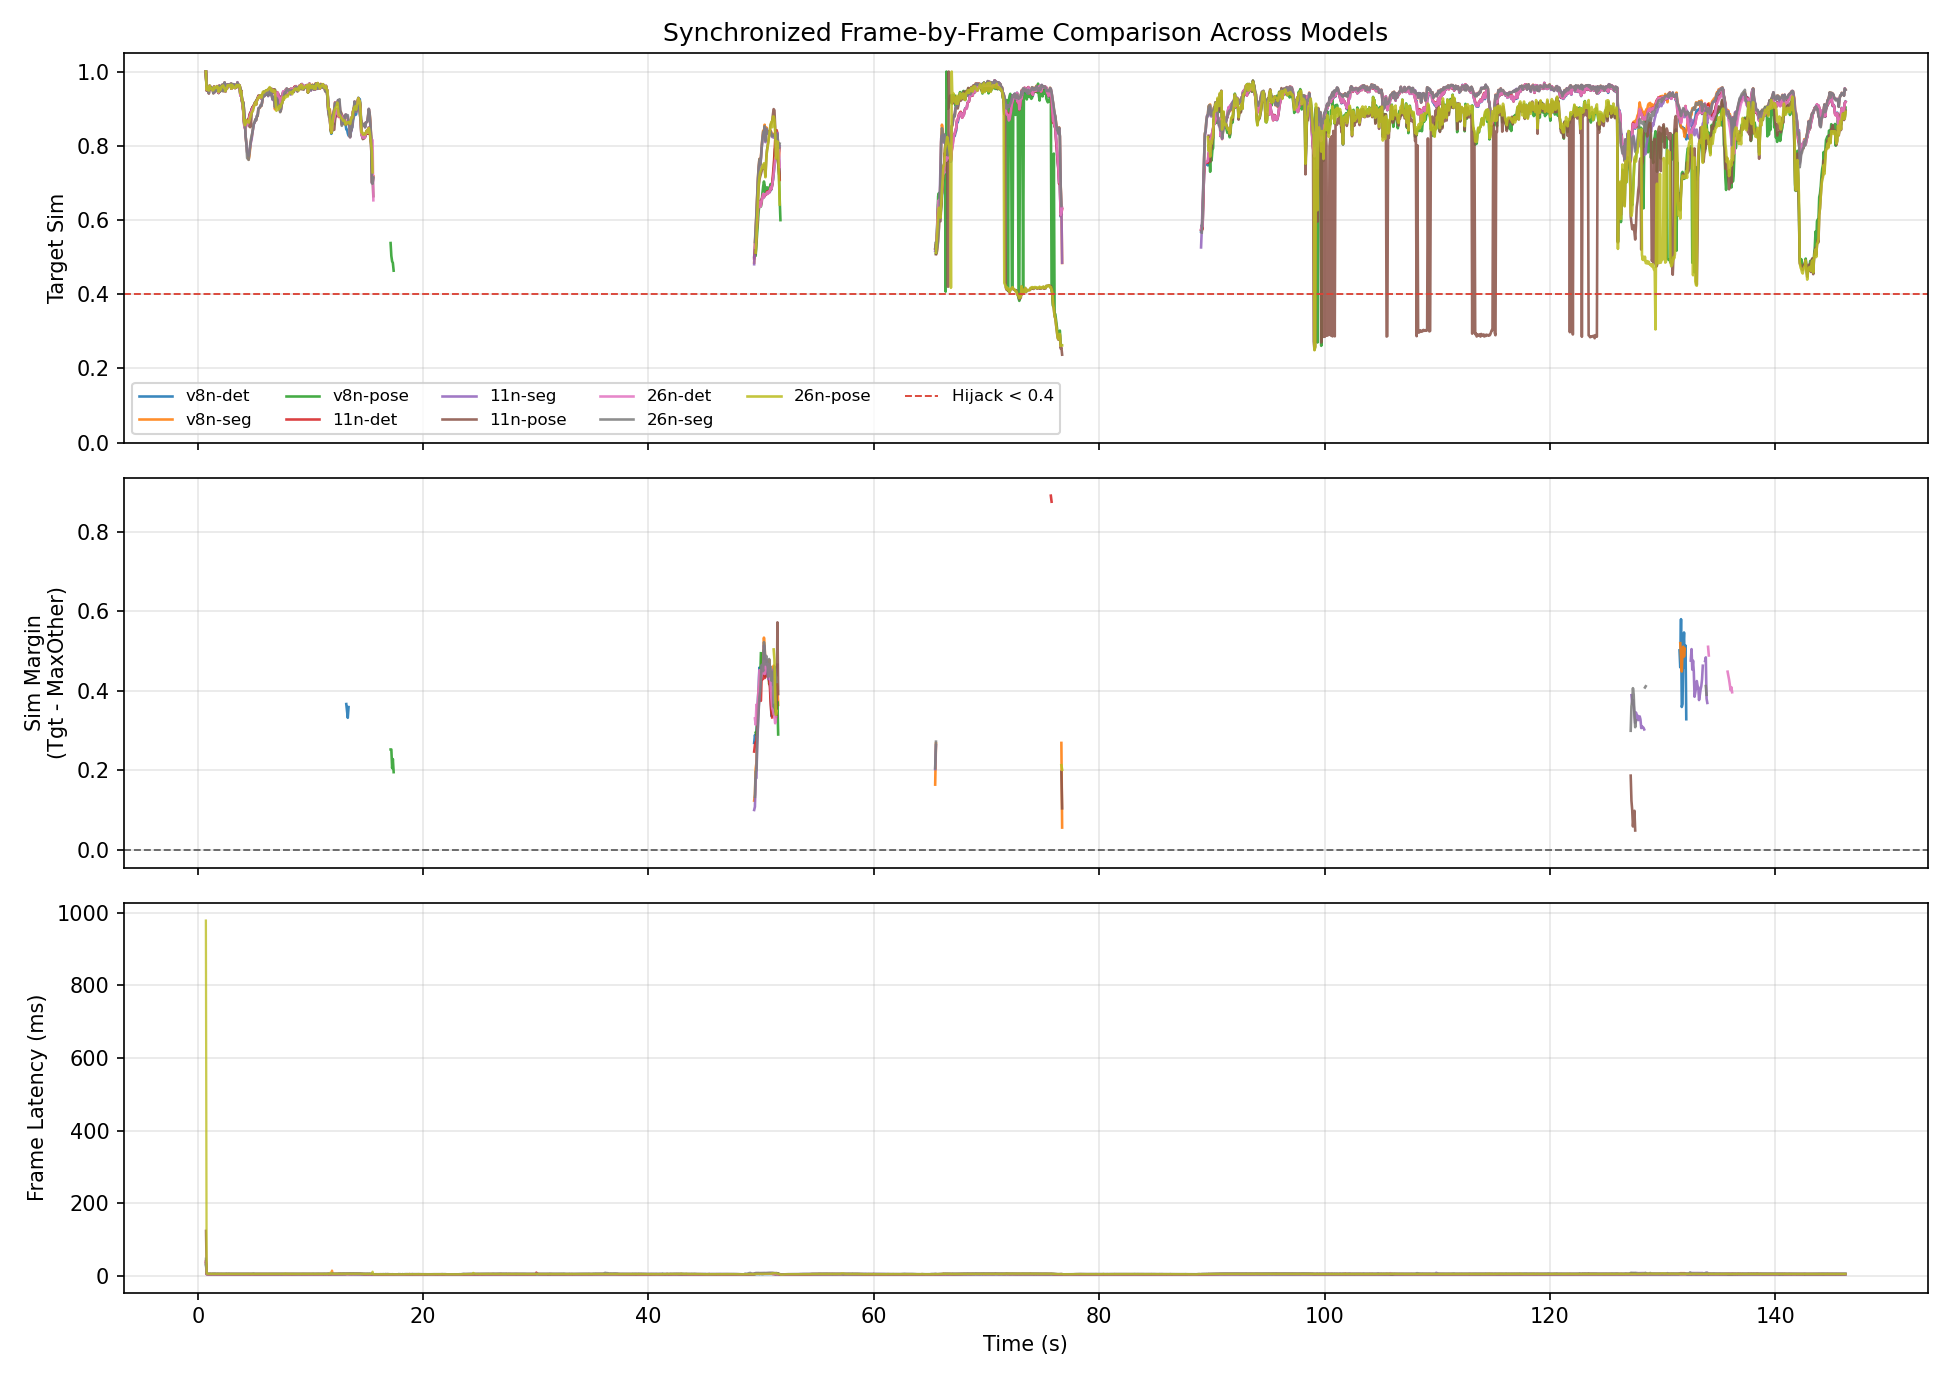 Synchronized Frame-by-Frame Comparison Across Models
Target Sim
1.0
0.8
0.6
0.4
0.2
0.0
v8n-det v8n-pose 11n-seg 26n-det 26n-pose Hijack < 0.4
v8n-seg 11n-det 11n-pose 26n-seg
Sim Margin
(Tgt - MaxOther)
0.8
0.6
0.4
0.2
0.0
Frame Latency (ms)
1000
800
600
400
200
0
0 20 40 60 80 100 120 140
Time (s)